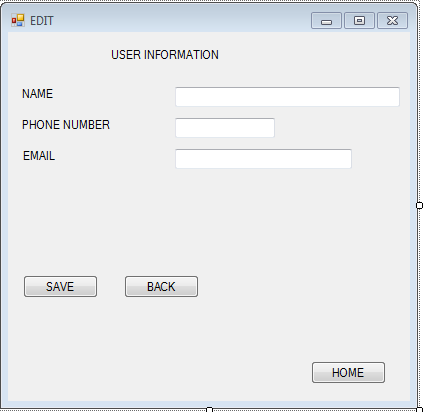 EDIT
USER INFORMATION
NAME
PHONE NUMBER
EMAIL
SAVE BACK
HOME